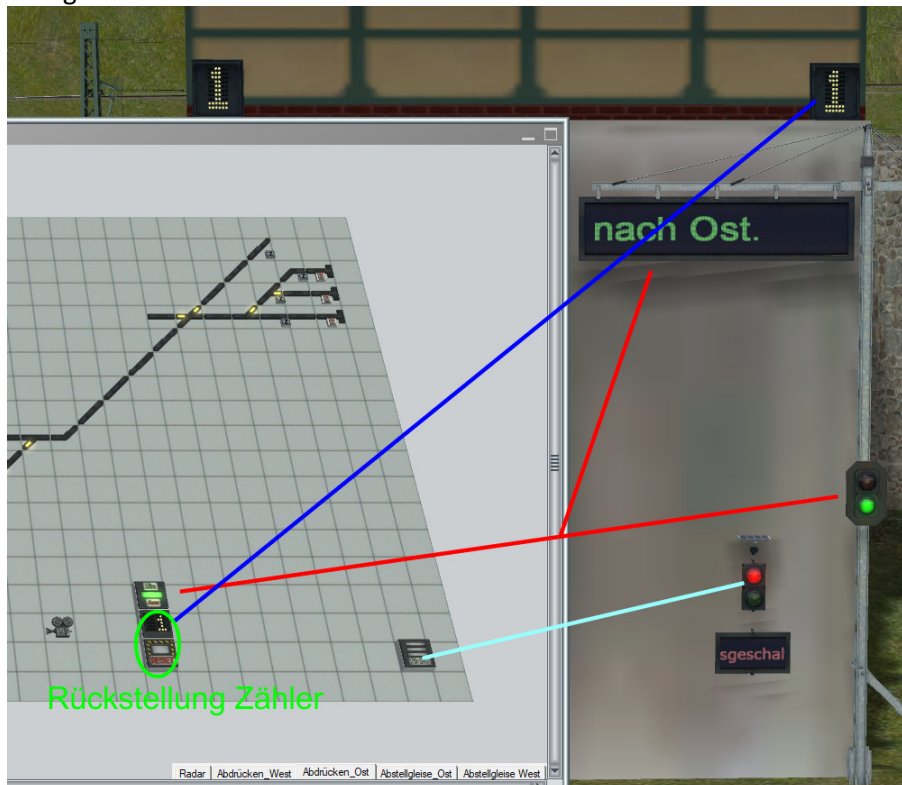 1 1
nach Ost.
sgeschal
Rückstellung Zähler
Radar Abdrücken_West Abdrücken_Ost Abstellgleise_Ost Abstellgleise West